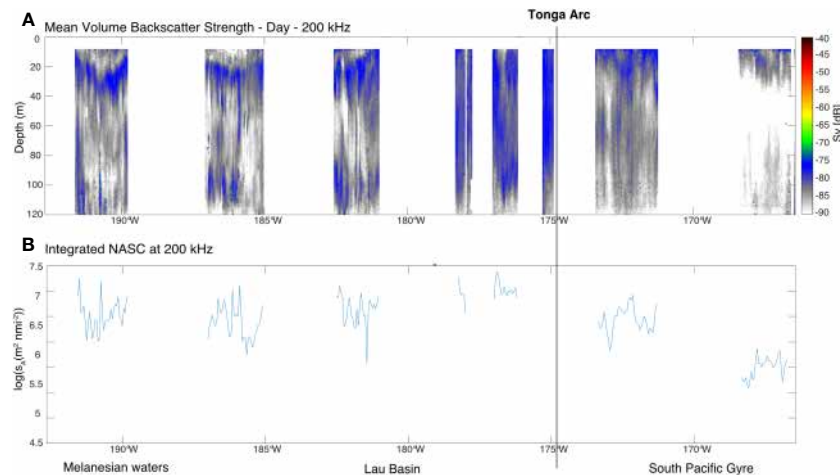 Tonga Arc
A Mean Volume Backscatter Strength - Day - 200 kHz
0
20
40
60
80
100
120
Depth (m)
190°W
185°W
180°W
175°W
170°W
-40
-45
-50
-55
-60
-65
-70
-75
-80
-85
-90
Sv (dB)
B Integrated NASC at 200 kHz
7.5
7
6.5
6
5.5
5
4.5
log(sₐ(m² nmi⁻²))
190°W
185°W
180°W
175°W
170°W
Melanesian waters
Lau Basin
South Pacific Gyre